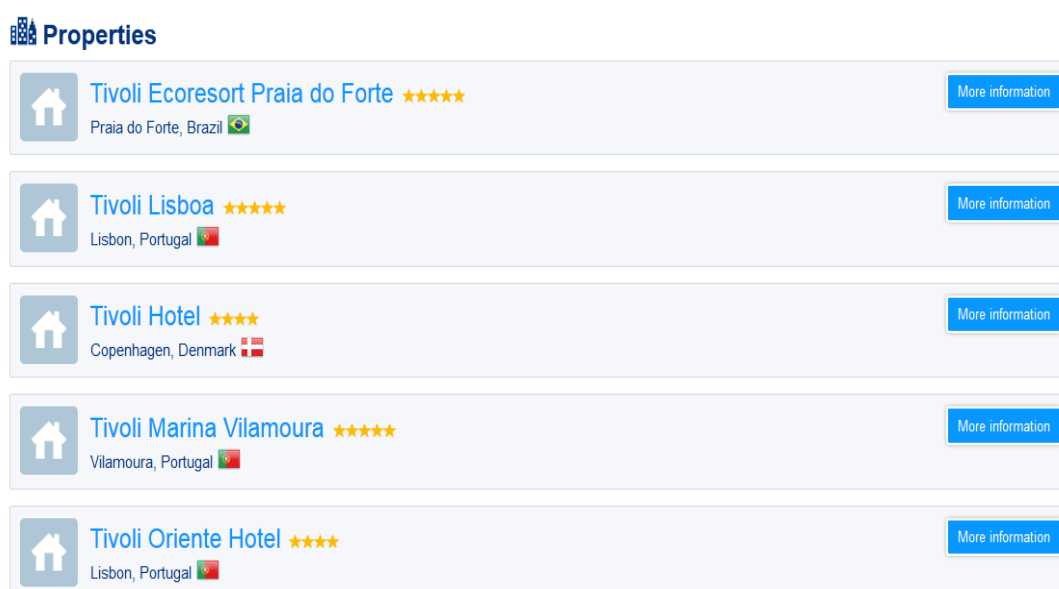 Properties
Tivoli Ecoresort Praia do Forte
More information
Praia do Forte, Brazil
Tivoli Lisboa
More information
Lisbon, Portugal
Tivoli Hotel
More information
Copenhagen, Denmark
Tivoli Marina Vilamoura
More information
Vilamoura, Portugal
Tivoli Oriente Hotel
More information
Lisbon, Portugal